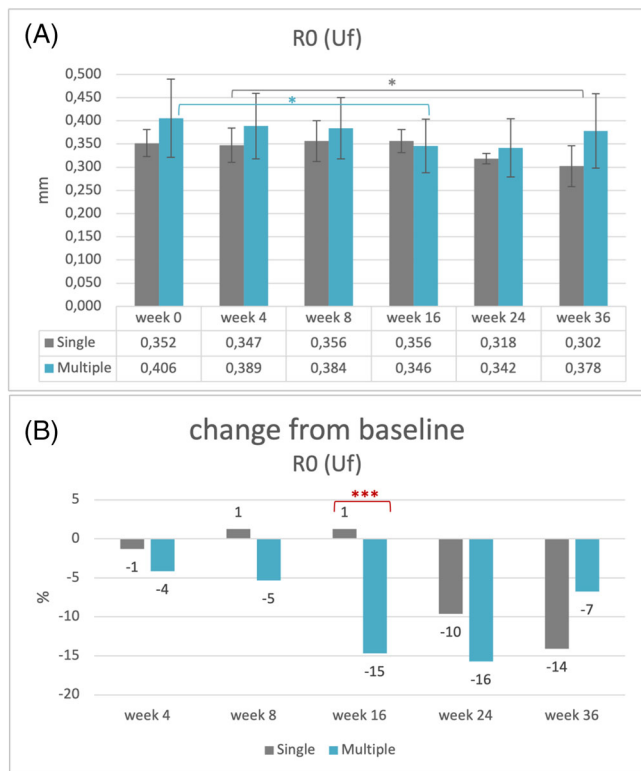 (A)
R0 (Uf)
0,500
0,450
0,400
0,350
0,300
0,250
0,200
0,150
0,100
0,050
0,000
mm
*
*
week 0 week 4 week 8 week 16 week 24 week 36
Single 0,352 0,347 0,356 0,356 0,318 0,302
Multiple 0,406 0,389 0,384 0,346 0,342 0,378
(B)
change from baseline
R0 (Uf)
5
0
-5
-10
-15
-20
%
***
-1 -4 1 -5 1 -15 -10 -16 -14 -7
week 4 week 8 week 16 week 24 week 36
Single Multiple